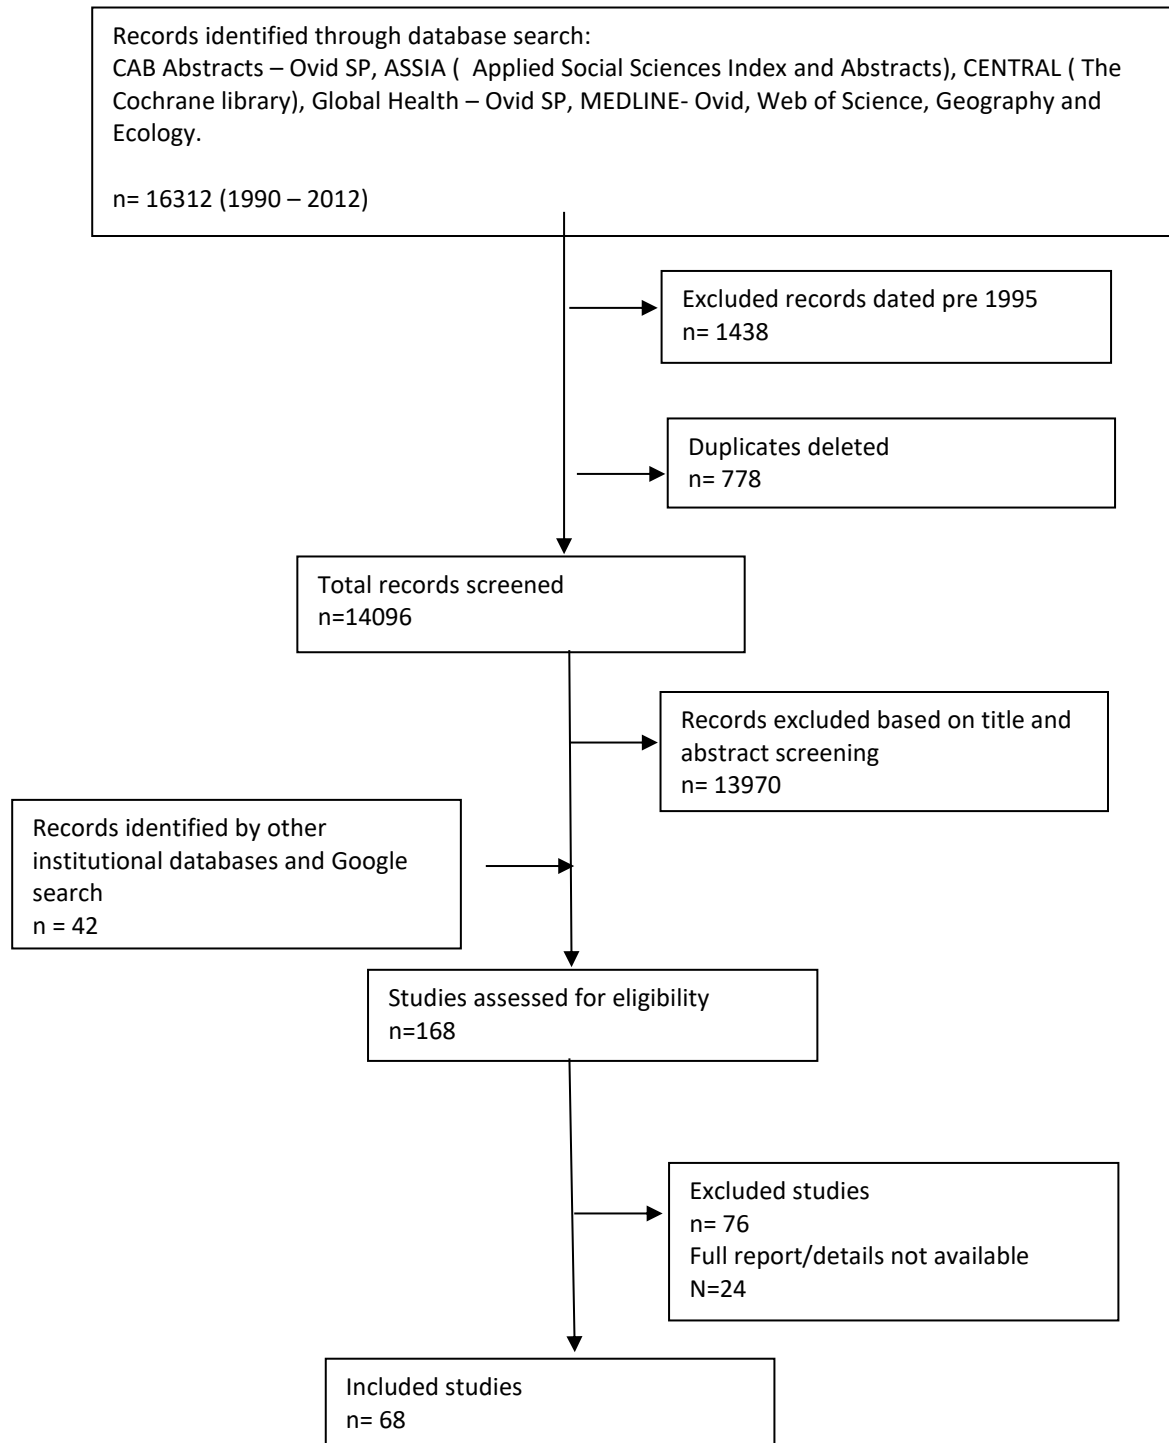 Records identified through database search:
CAB Abstracts – Ovid SP, ASSIA ( Applied Social Sciences Index and Abstracts), CENTRAL ( The
Cochrane library), Global Health – Ovid SP, MEDLINE- Ovid, Web of Science, Geography and
Ecology.
n= 16312 (1990 – 2012)
Excluded records dated pre 1995
n= 1438
Duplicates deleted
n= 778
Total records screened
n=14096
Records excluded based on title and
abstract screening
n= 13970
Records identified by other
institutional databases and Google
search
n = 42
Studies assessed for eligibility
n=168
Excluded studies
n= 76
Full report/details not available
N=24
Included studies
n= 68